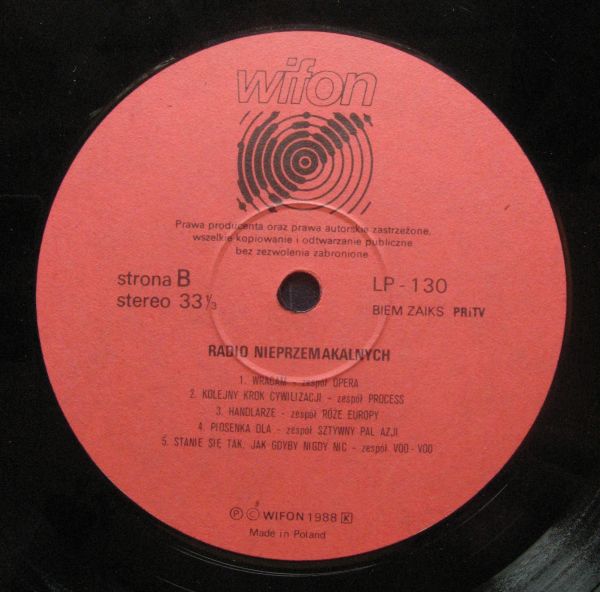 wifon
Prawa producenta oraz prawa autorskie zastrzeżone,
wszelkie kopiowanie i odtwarzanie publiczne
bez zezwolenia zabronione
strona B
stereo 33 ⅓
LP - 130
BIEM ZAIKS PRiTV
RADIO NIEPRZEMAKALNYCH
1. WRACAM - zespół OPERA
2. KOLEJNY KROK CYWILIZACJI - zespół PROCESS
3. HANDLARZE - zespół RÓŻE EUROPY
4. PIOSENKA DLA - zespół SZTYWNY PAL AZJI
5. STANIE SIĘ TAK, JAK GDYBY NIGDY NIC - zespół VOO - VOO
Ⓟ © WIFON 1988 K
Made in Poland